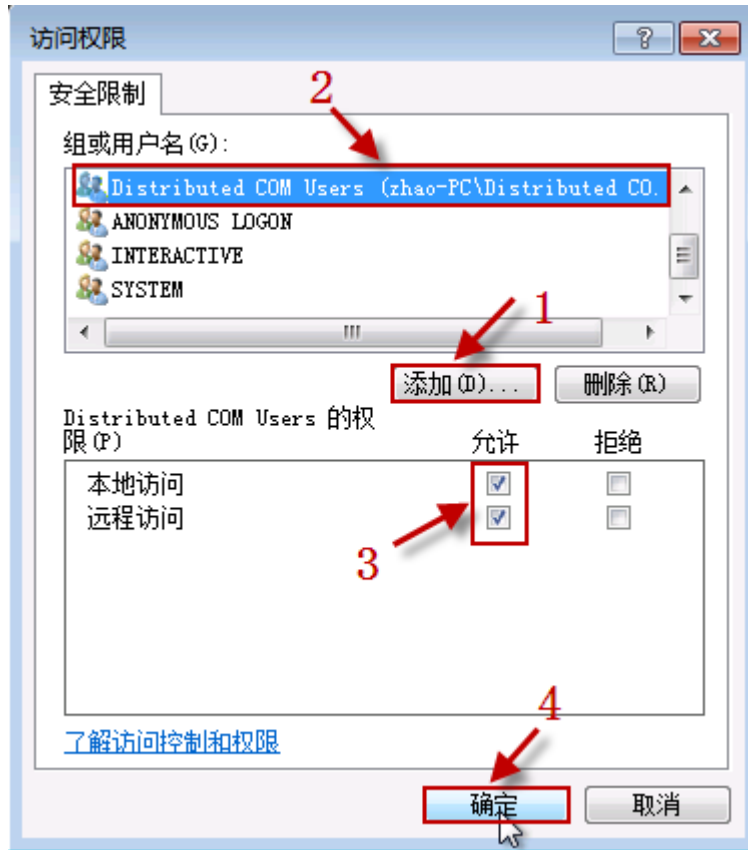 访问权限
安全限制
2
组或用户名(G):
Distributed COM Users (zhao-PC\Distributed CO.
ANONYMOUS LOGON
INTERACTIVE
SYSTEM
1
添加(D)... 删除(R)
Distributed COM Users 的权
限(P) 允许 拒绝
本地访问
远程访问
3
4
了解访问控制和权限
确定 取消